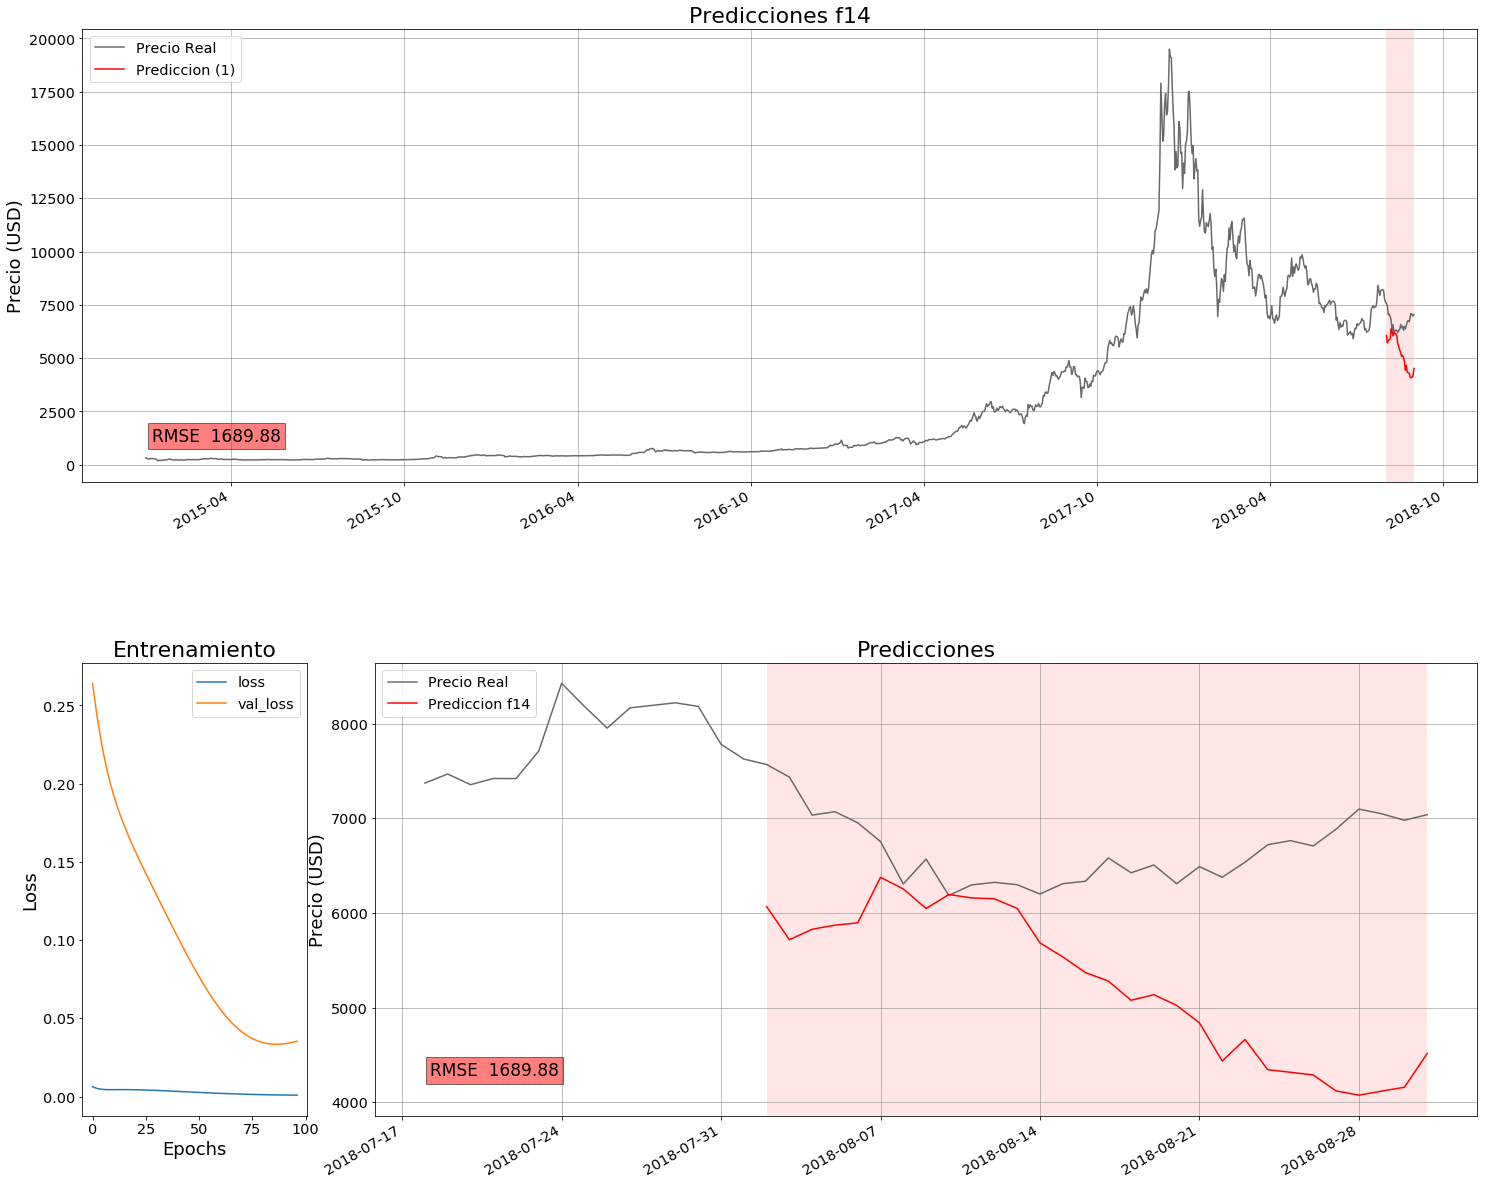 Predicciones f14
Precio Real
Prediccion (1)
20000
17500
15000
12500
10000
7500
5000
2500
0
Precio (USD)
RMSE 1689.88
2015-04
2015-10
2016-04
2016-10
2017-04
2017-10
2018-04
2018-10
Entrenamiento
loss
val_loss
0.25
0.20
0.15
0.10
0.05
0.00
Loss
0
25
50
75
100
Epochs
Predicciones
Precio Real
Prediccion f14
8000
7000
6000
5000
4000
Precio (USD)
RMSE 1689.88
2018-07-17
2018-07-24
2018-07-31
2018-08-07
2018-08-14
2018-08-21
2018-08-28